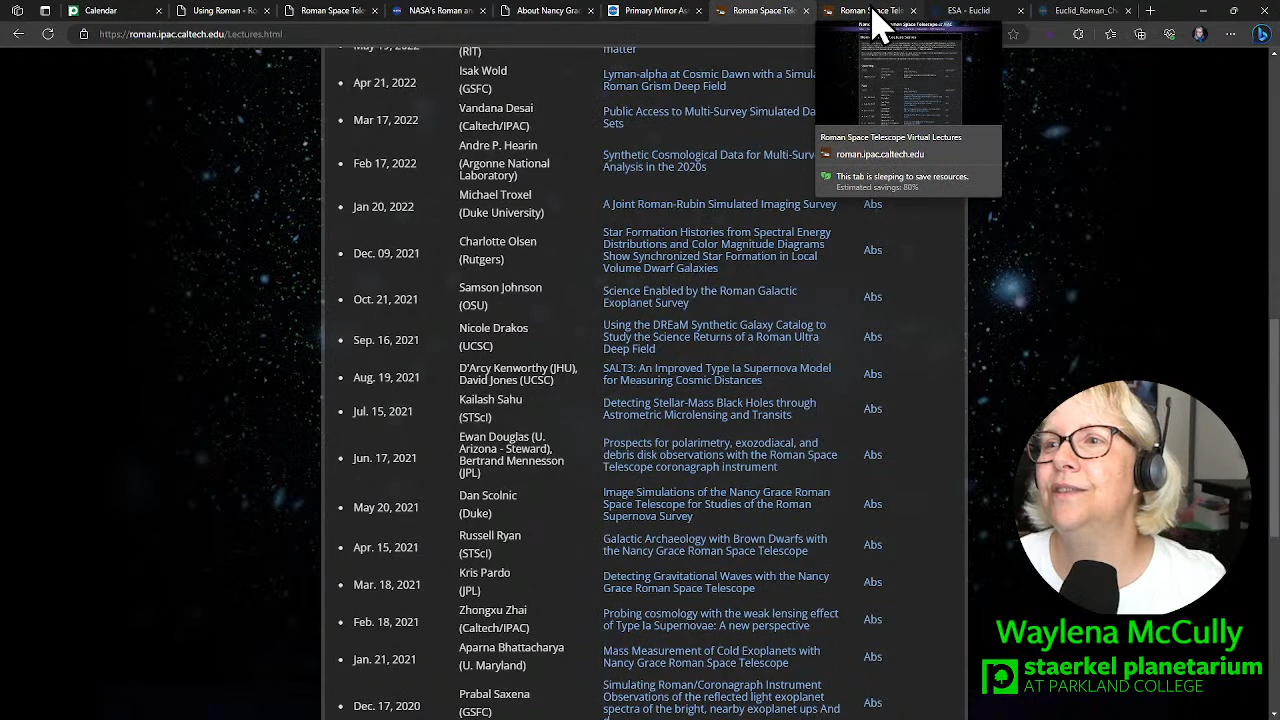 Calendar
Using Roman - Ro
Roman Space Tele
NASA's Roman an
About Nancy Grac
Primary Mirror As
Roman Space Tel
Roman Space Tele
ESA - Euclid
Euclid_Roman_Ch
https://roman.ipac.caltech.edu/Lectures.html
Roman Space Telescope Virtual Lectures
roman.ipac.caltech.edu
This tab is sleeping to save resources.
Estimated savings: 80%
(RIT)
matter
Apr 21, 2022
Isak Wold
(GSFC)
Lyman-alpha at Cosmic Dawn with a Simula
Roman Grism Deep Field
Mar 17, 2022
Vandana Desai
(Caltech/IPAC)
Public Access to Multi-Survey Simulated Da
Sets
Feb 17, 2022
Andre P. Hearin
(Argonne National
Laboratory)
Synthetic Cosmological Data for Multi-Surv
Analysis in the 2020s
Jan 20, 2022
Michael Troxel
(Duke University)
A Joint Roman-Rubin Simulated Imaging Survey
Abs
Dec. 09, 2021
Charlotte Olsen
(Rutgers)
Star Formation Histories from Spectral Energy
Distributions and Color Magnitude Diagrams
Show Synchronized Star Formation in Local
Volume Dwarf Galaxies
Abs
Oct. 21, 2021
Samson Johnson
(OSU)
Science Enabled by the Roman Galactic
Exoplanet Survey
Abs
Sep. 16, 2021
Nicole Drakos
(UCSC)
Using the DREaM Synthetic Galaxy Catalog to
Study the Science Returns of a Roman Ultra
Deep Field
Abs
Aug. 19, 2021
D'Arcy Kenworthy (JHU),
David Jones (UCSC)
SALT3: An Improved Type Ia Supernova Model
for Measuring Cosmic Distances
Abs
Jul. 15, 2021
Kailash Sahu
(STScI)
Detecting Stellar-Mass Black Holes through
Astrometric Microlensing and Transits
Abs
Jun. 17, 2021
Ewan Douglas (U.
Arizona - Steward),
Bertrand Mennesson
(JPL)
Prospects for polarimetry, exozodiacal, and
debris disk observations with the Roman Space
Telescope coronagraph instrument
Abs
May 20, 2021
Dan Scolnic
(Duke)
Image Simulations of the Nancy Grace Roman
Space Telescope for Studies of the Roman
Supernova Survey
Abs
Apr. 15, 2021
Russell Ryan
(STScI)
Galactic Archaeology with Brown Dwarfs with
the Nancy Grace Roman Space Telescope
Abs
Mar. 18, 2021
Kris Pardo
(JPL)
Detecting Gravitational Waves with the Nancy
Grace Roman Space Telescope
Abs
Feb. 18, 2021
Zhongxu Zhai
(Caltech/IPAC)
Probing cosmology with the weak lensing effect
of Type Ia Supernovae: A new perspective
Abs
Jan. 21, 2021
Aparna Bhattacharya
(U. Maryland)
Mass Measurement of Cold Exoplanets with
Nancy Grace Roman Space Telescope
Abs
Dec. 17, 2020
Prabal Saxena
(GSFC)
Simulating Roman/Coronagraph Instrument
Observations of the reflected light exoplanet
spectra of the bright, nearby exoplanet ups And
Abs
Waylena McCully
staerkel planetarium
AT PARKLAND COLLEGE